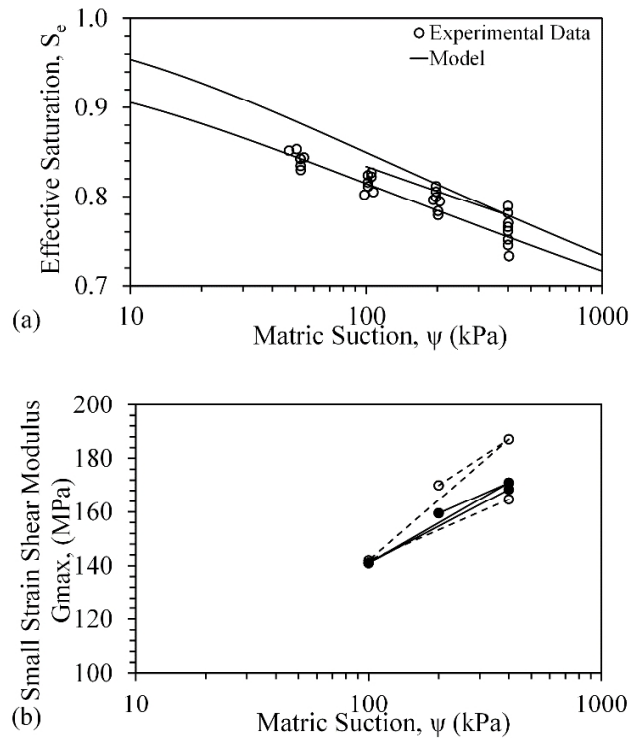 1.0
0.9
0.8
0.7
Effective Saturation, Se
Experimental Data
Model
10
100
1000
(a)
Matric Suction, ψ (kPa)
200
180
160
140
120
100
Small Strain Shear Modulus
Gmax, (MPa)
10
100
1000
(b)
Matric Suction, ψ (kPa)